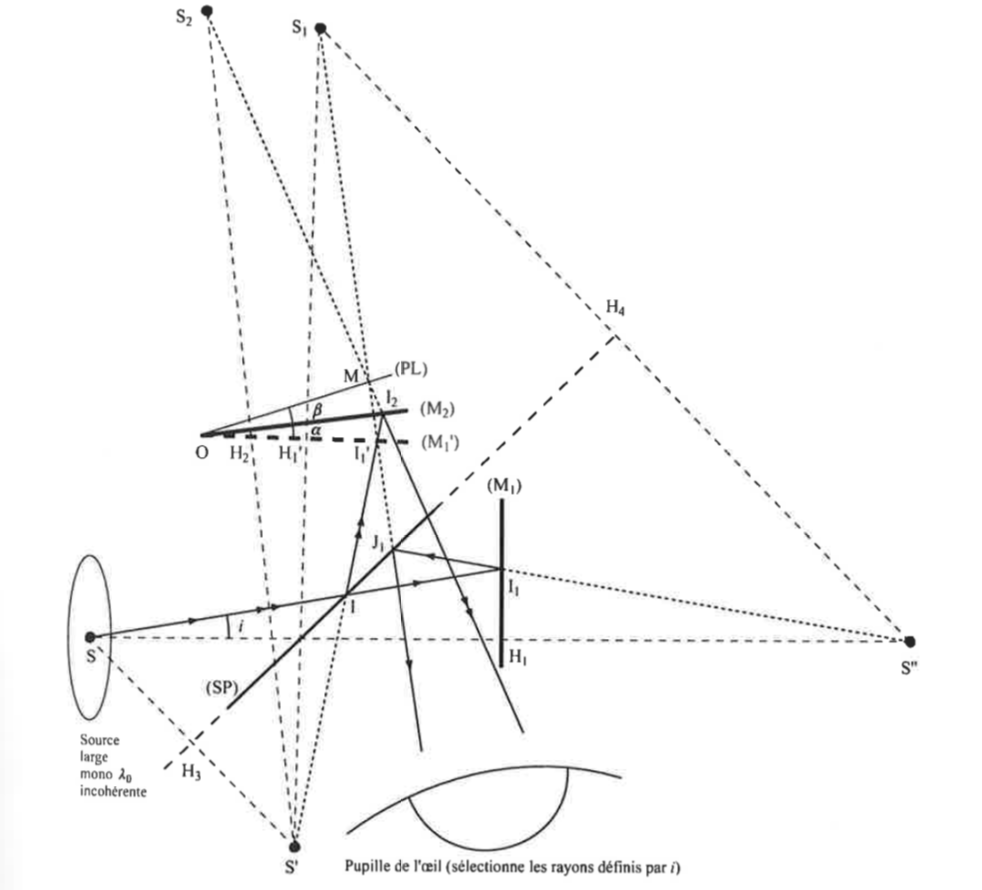 S₂
S₁
H₄
M
(PL)
I₂
β
(M₂)
α
O
H₂
H₁'
I₁'
(M₁')
(M₁)
J₁
I₁
I
i
S
H₁
S"
(SP)
Source
large
mono λ₀
incohérente
H₃
S'
Pupille de l'œil (sélectionne les rayons définis par i)